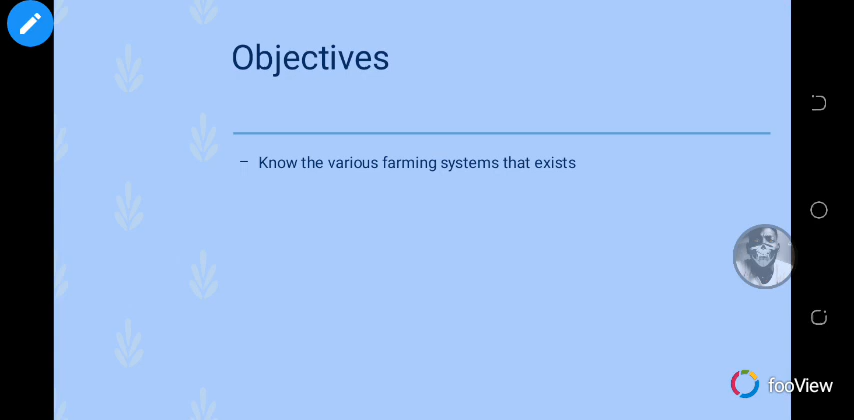 Objectives
– Know the various farming systems that exists
fooView